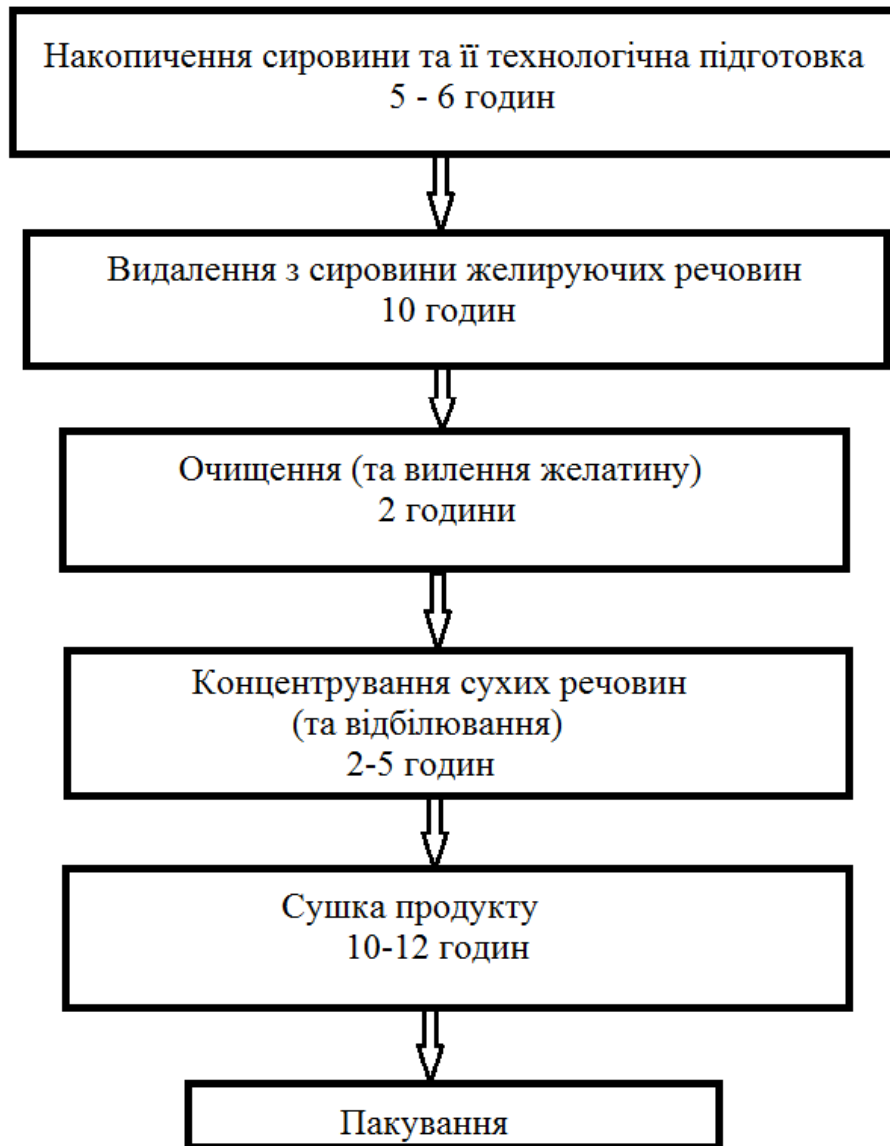 Накопичення сировини та її технологічна підготовка
5 - 6 годин
Видалення з сировини желируючих речовин
10 годин
Очищення (та вилення желатину)
2 години
Концентрування сухих речовин
(та відбілювання)
2-5 годин
Сушка продукту
10-12 годин
Пакування